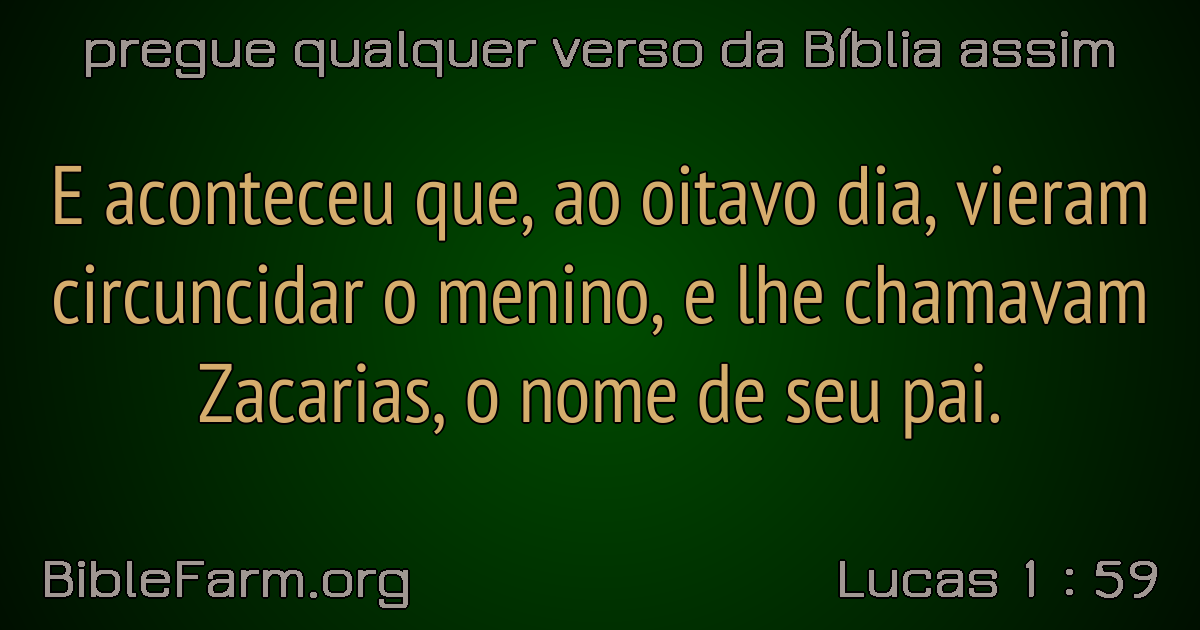 pregue qualquer verso da Bíblia assim
E aconteceu que, ao oitavo dia, vieram
circuncidar o menino, e lhe chamavam
Zacarias, o nome de seu pai.
BibleFarm.org
Lucas 1 : 59